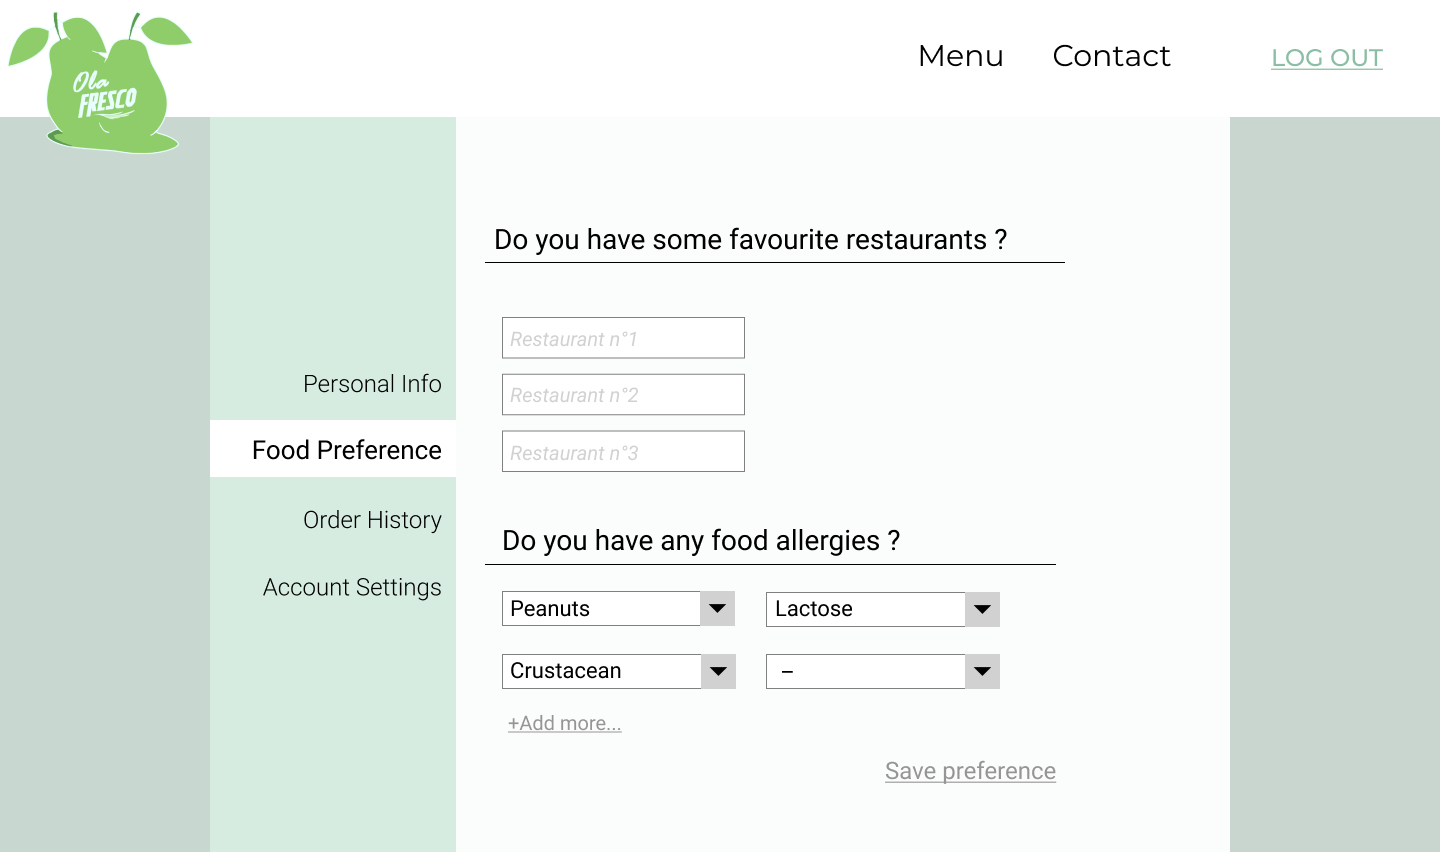 Ola
FRESCO
Menu
Contact
LOG OUT
Personal Info
Food Preference
Order History
Account Settings
Do you have some favourite restaurants ?
Restaurant n°1
Restaurant n°2
Restaurant n°3
Do you have any food allergies ?
Peanuts
Lactose
Crustacean
–
+Add more...
Save preference